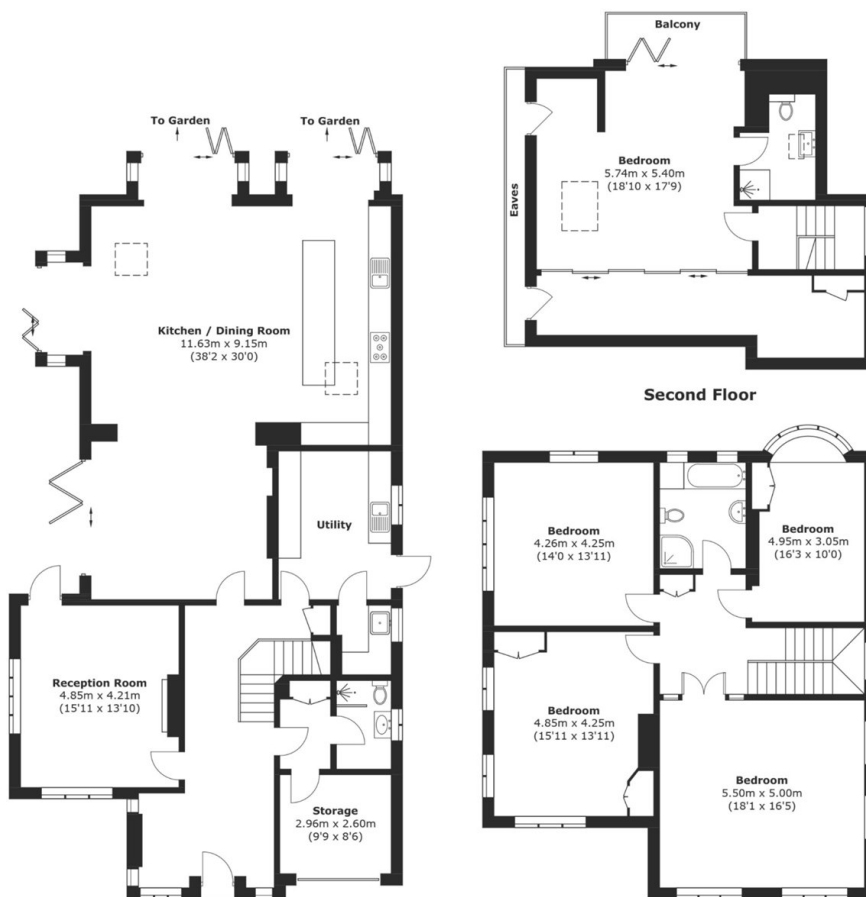 To Garden
To Garden
Kitchen / Dining Room
11.63m x 9.15m
(38'2 x 30'0)
Utility
Reception Room
4.85m x 4.21m
(15'11 x 13'10)
Storage
2.96m x 2.60m
(9'9 x 8'6)
Balcony
Eaves
Bedroom
5.74m x 5.40m
(18'10 x 17'9)
Second Floor
Bedroom
4.26m x 4.25m
(14'0 x 13'11)
Bedroom
4.95m x 3.05m
(16'3 x 10'0)
Bedroom
4.85m x 4.25m
(15'11 x 13'11)
Bedroom
5.50m x 5.00m
(18'1 x 16'5)